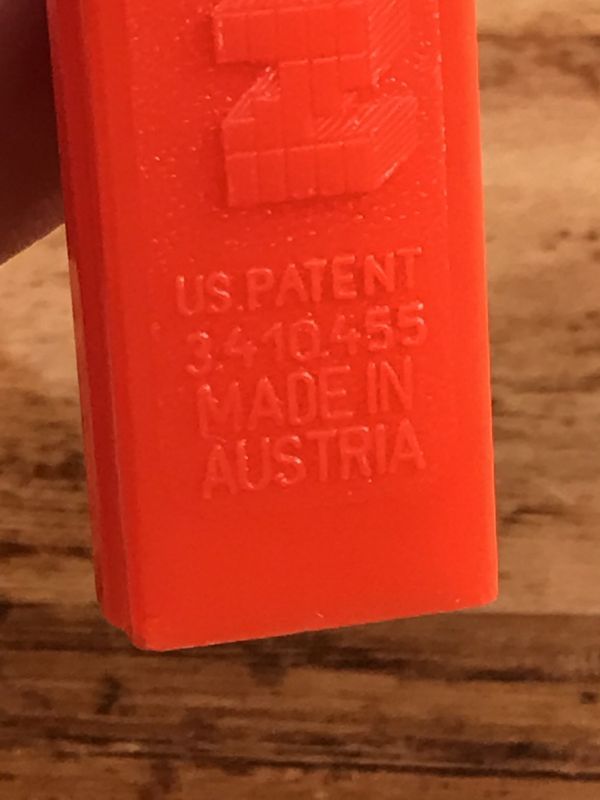 Z
US.PATENT
3.410.455
MADE IN
AUSTRIA